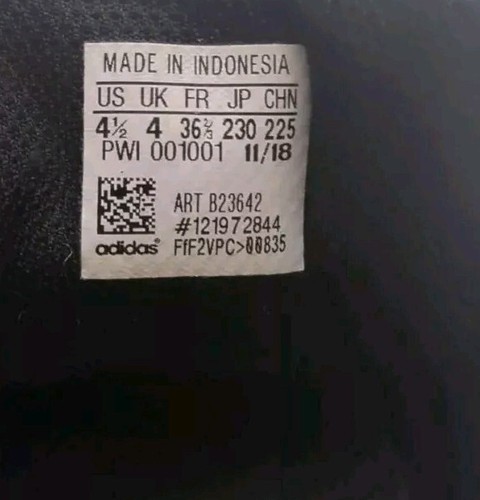 MADE IN INDONESIA
US UK FR JP CHN
4½ 4 36⅔ 230 225
PWI 001001 11/18
ART B23642
#121972844
adidas® FfF2VPC>00835